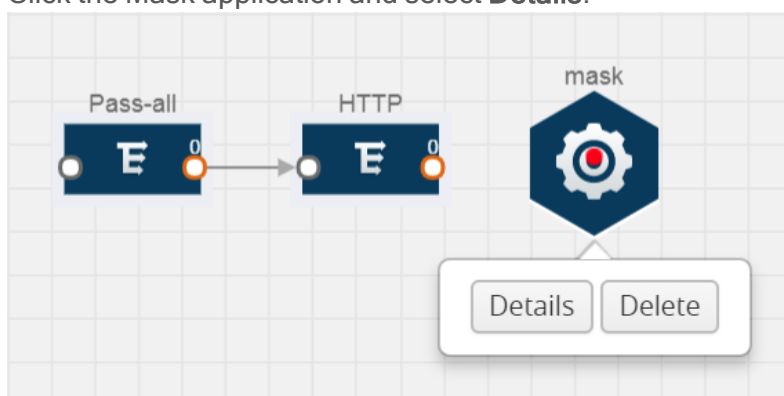 Click the Mask application and select Details.
Pass-all
HTTP
mask
0
0
Details
Delete